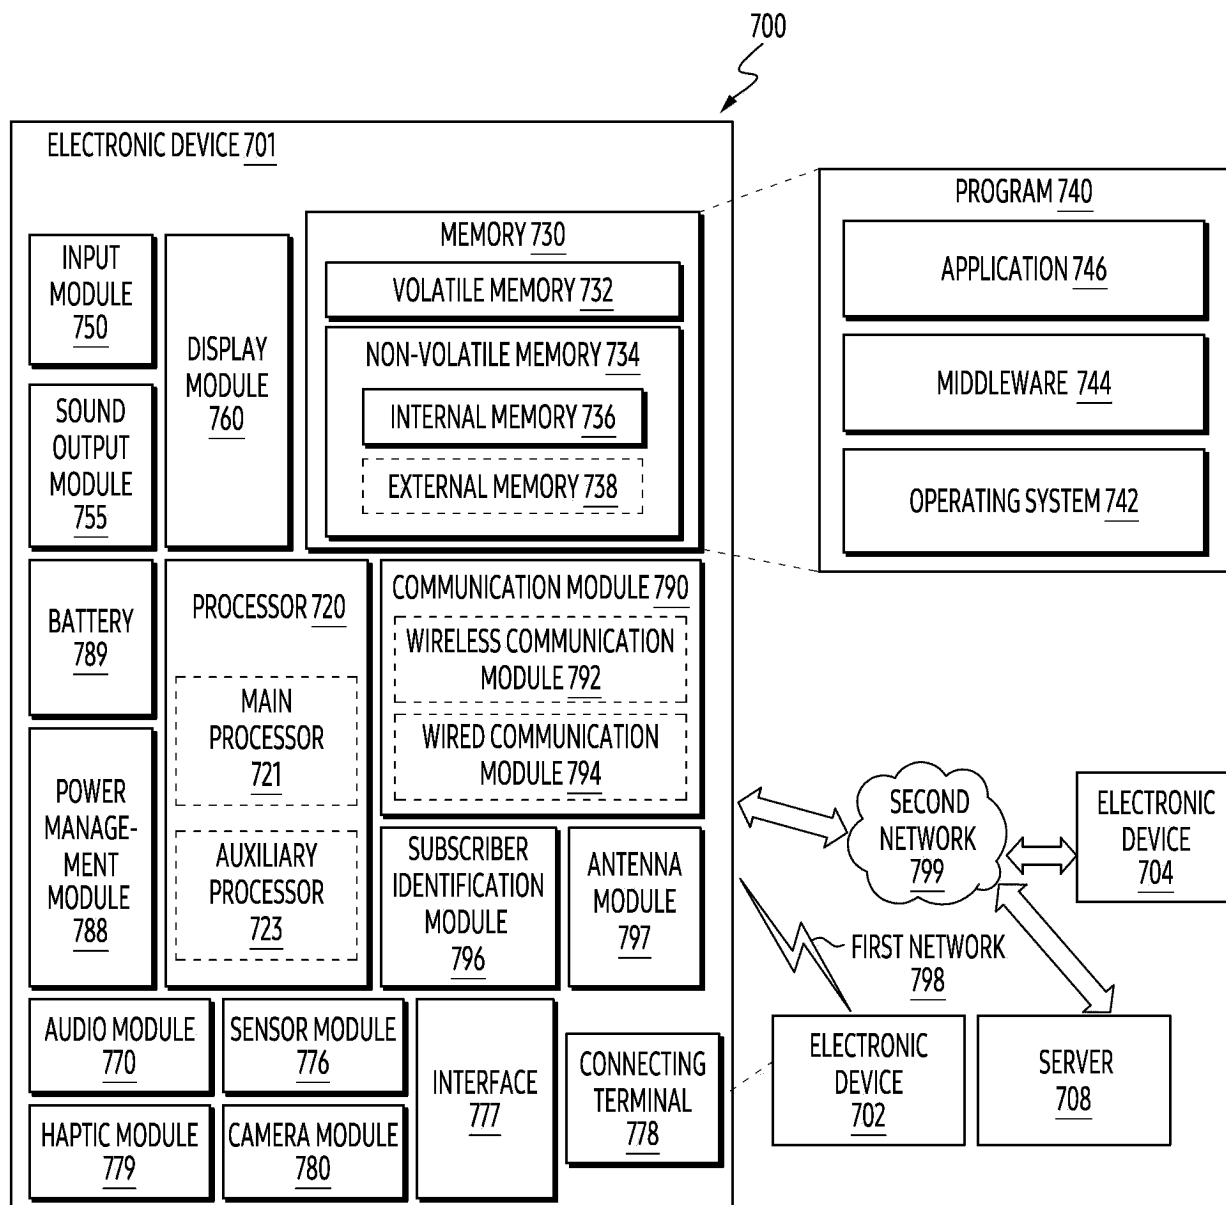 700
ELECTRONIC DEVICE 701
INPUT
MODULE
750
SOUND
OUTPUT
MODULE
755
DISPLAY
MODULE
760
MEMORY 730
VOLATILE MEMORY 732
NON-VOLATILE MEMORY 734
INTERNAL MEMORY 736
EXTERNAL MEMORY 738
PROGRAM 740
APPLICATION 746
MIDDLEWARE 744
OPERATING SYSTEM 742
BATTERY
789
POWER
MANAGE-
MENT MODULE
788
PROCESSOR 720
MAIN
PROCESSOR
721
AUXILIARY
PROCESSOR
723
COMMUNICATION MODULE 790
WIRELESS COMMUNICATION
MODULE 792
WIRED COMMUNICATION
MODULE 794
SUBSCRIBER
IDENTIFICATION
MODULE
796
ANTENNA
MODULE
797
SECOND
NETWORK
799
ELECTRONIC
DEVICE
704
FIRST NETWORK
798
AUDIO MODULE
770
SENSOR MODULE
776
HAPTIC MODULE
779
CAMERA MODULE
780
INTERFACE
777
CONNECTING
TERMINAL
778
ELECTRONIC
DEVICE
702
SERVER
708